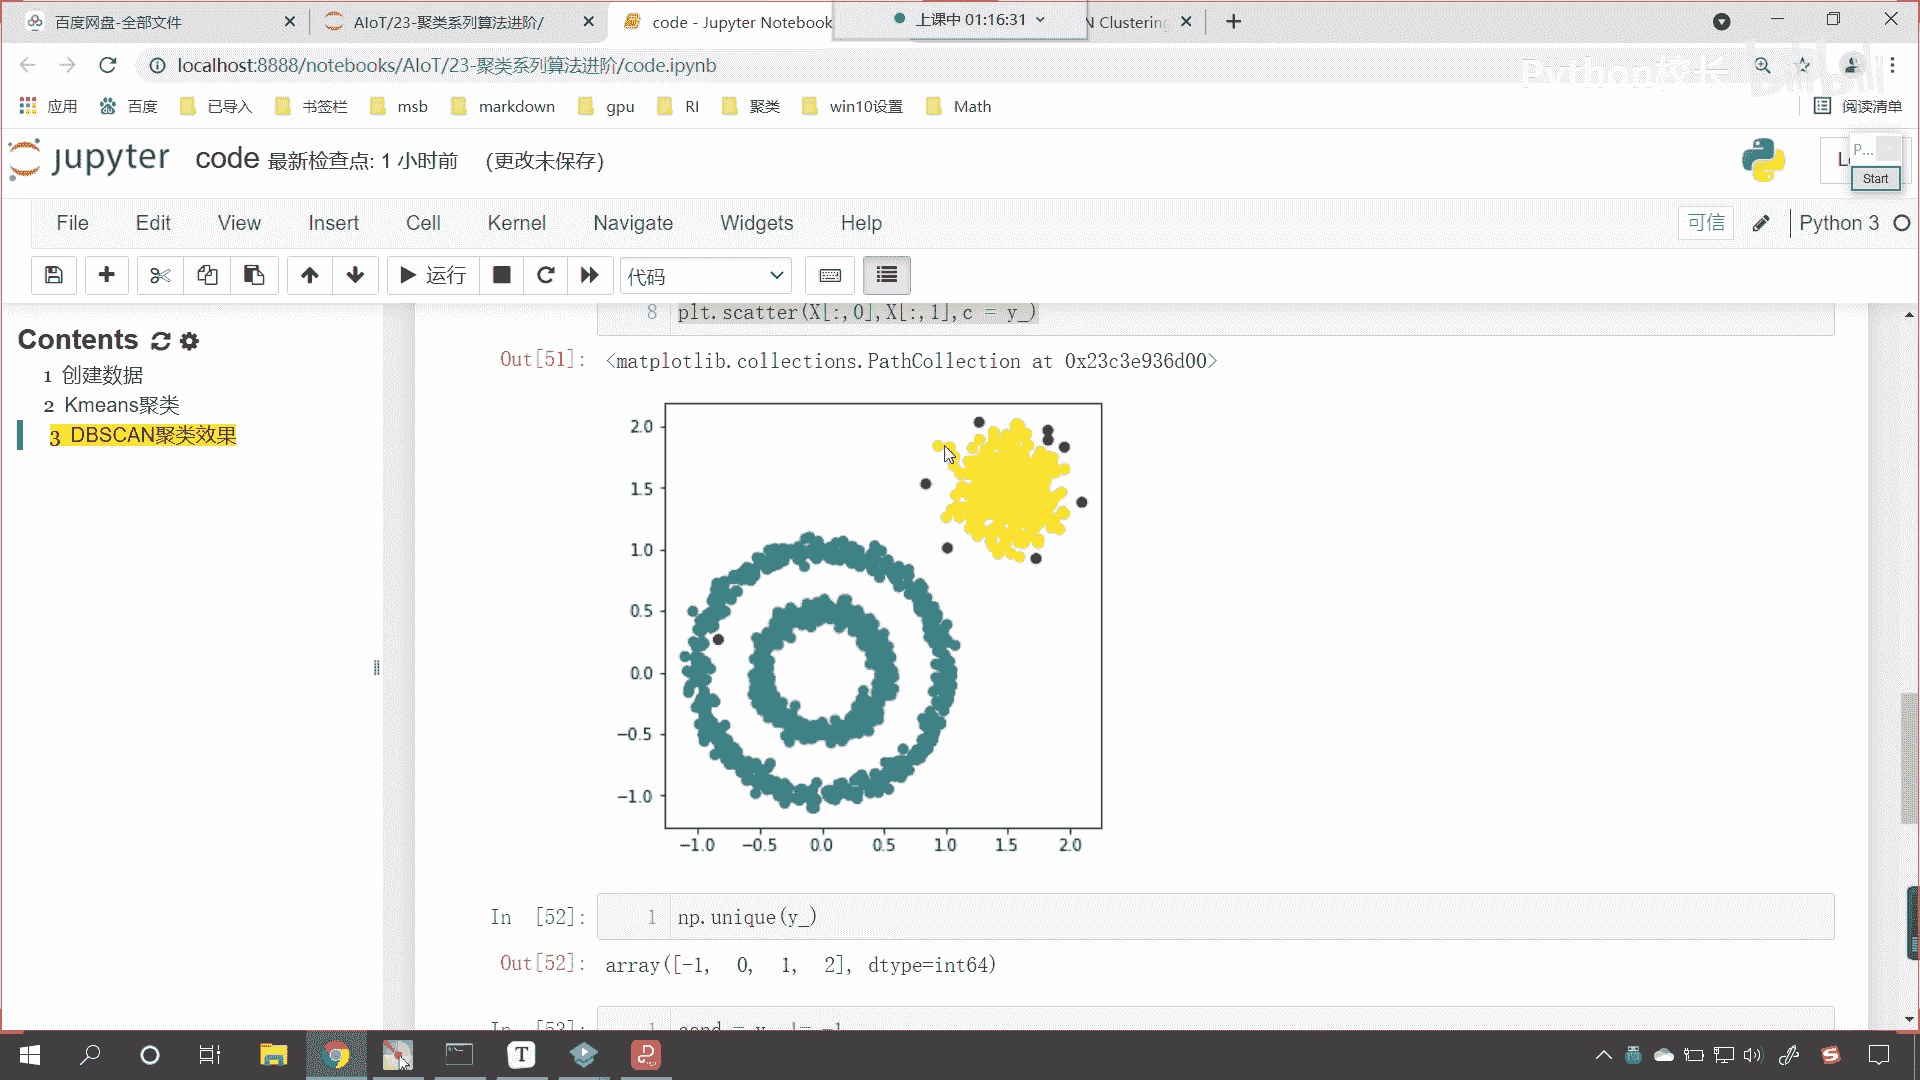 百度网盘-全部文件
AIoT/23-聚类系列算法进阶/
code - Jupyter Notebook
上课中 01:16:31
N Clustering
localhost:8888/notebooks/AIoT/23-聚类系列算法进阶/code.ipynb
Python校长
bilibili
应用
百度
已导入
书签栏
msb
markdown
gpu
RI
聚类
win10设置
Math
阅读清单
jupyter
code 最新检查点: 1 小时前 (更改未保存)
P...
Start
File
Edit
View
Insert
Cell
Kernel
Navigate
Widgets
Help
可信
Python 3
运行
代码
Contents
1 创建数据
2 Kmeans聚类
3 DBSCAN聚类效果
8 plt.scatter(X[:,0],X[:,1],c = y_)
Out[51]: <matplotlib.collections.PathCollection at 0x23c3e936d00>
2.0
1.5
1.0
0.5
0.0
−0.5
−1.0
−1.0 −0.5 0.0 0.5 1.0 1.5 2.0
In [52]: 1 np.unique(y_)
Out[52]: array([-1, 0, 1, 2], dtype=int64)
In [53]: 1 cond = y_ != -1